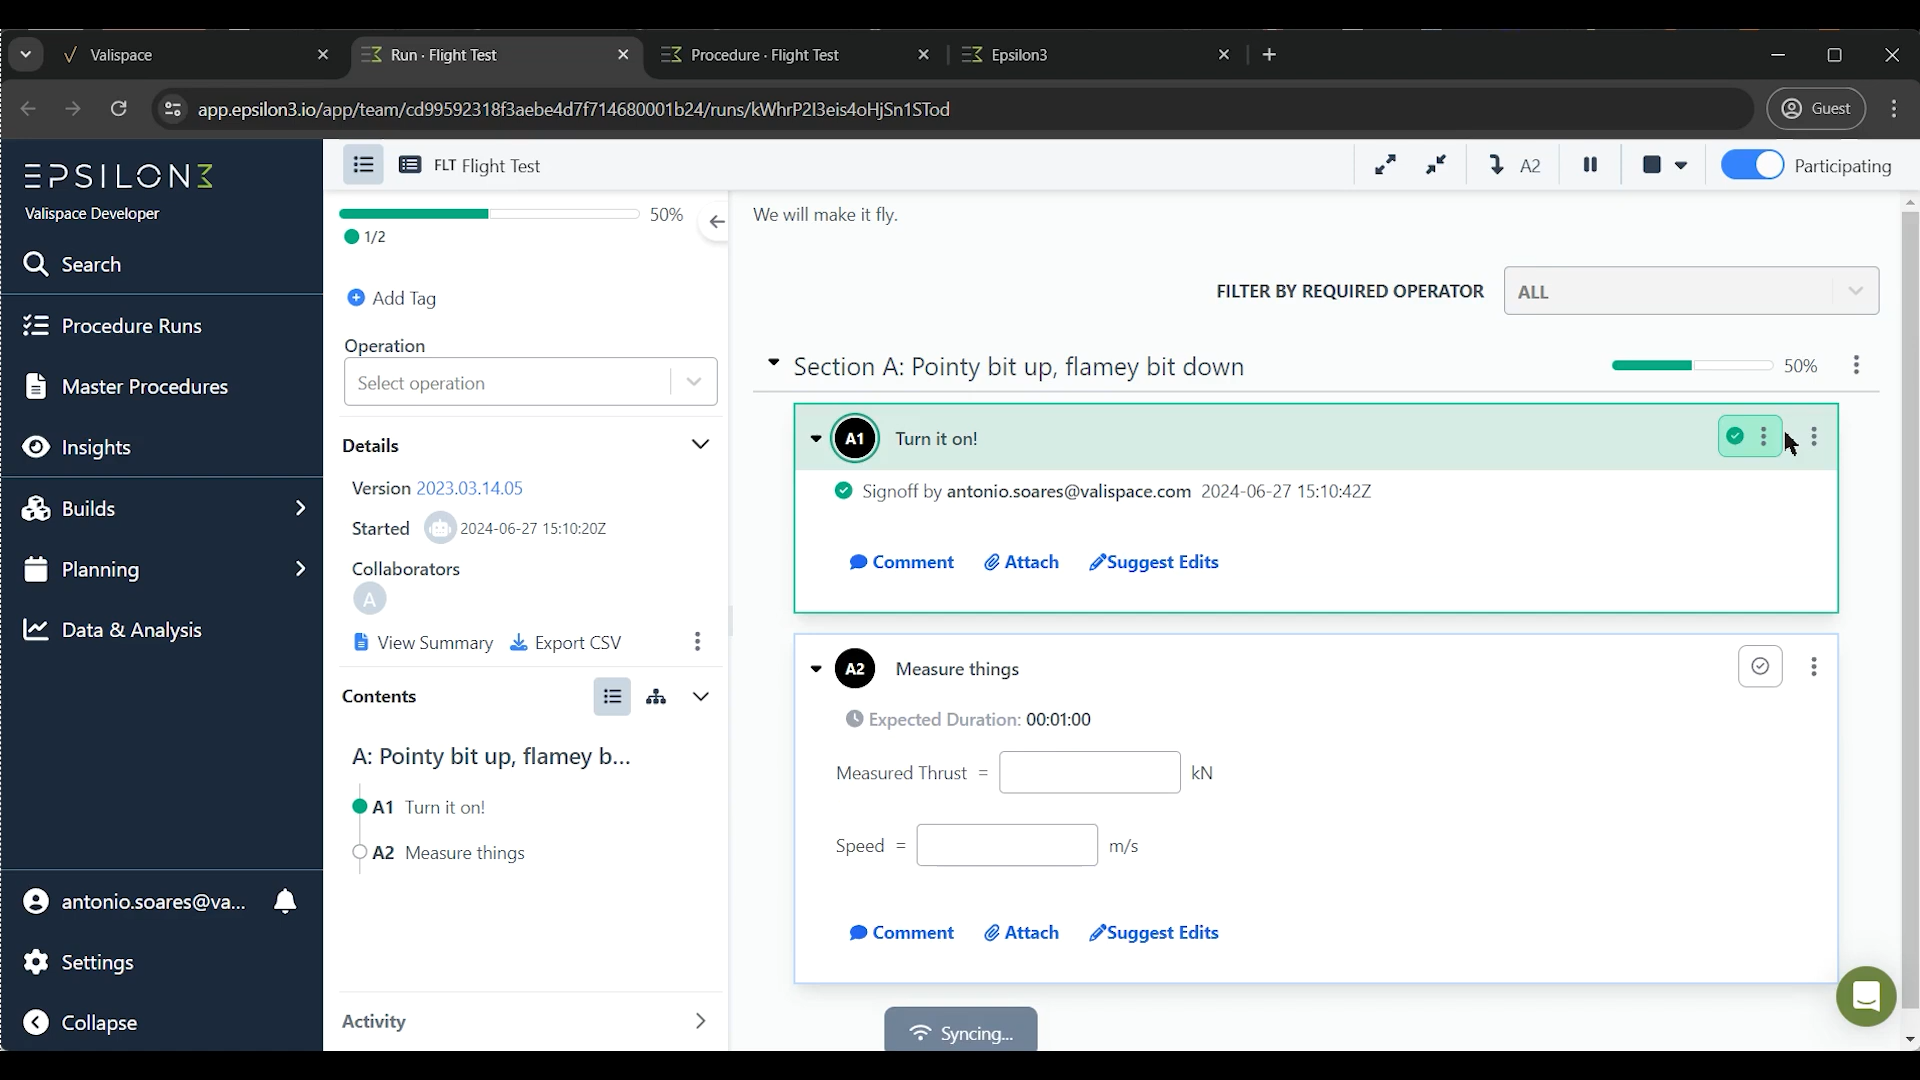 Valispace
Run · Flight Test
Procedure · Flight Test
Epsilon3
app.epsilon3.io/app/team/cd99592318f3aebe4d7f714680001b24/runs/kWhrP2I3eis4oHjSn1STod
Guest
EPSILON3
Valispace Developer
Search
Procedure Runs
Master Procedures
Insights
Builds
Planning
Data & Analysis
antonio.soares@va...
Settings
Collapse
FLT Flight Test
A2
Participating
50%
1/2
Add Tag
Operation
Select operation
Details
Version 2023.03.14.05
Started 2024-06-27 15:10:20Z
Collaborators
A
View Summary Export CSV
Contents
A: Pointy bit up, flamey b...
A1 Turn it on!
A2 Measure things
Activity
We will make it fly.
FILTER BY REQUIRED OPERATOR ALL
Section A: Pointy bit up, flamey bit down 50%
A1 Turn it on!
Signoff by antonio.soares@valispace.com 2024-06-27 15:10:42Z
Comment Attach Suggest Edits
A2 Measure things
Expected Duration: 00:01:00
Measured Thrust = kN
Speed = m/s
Comment Attach Suggest Edits
Syncing...